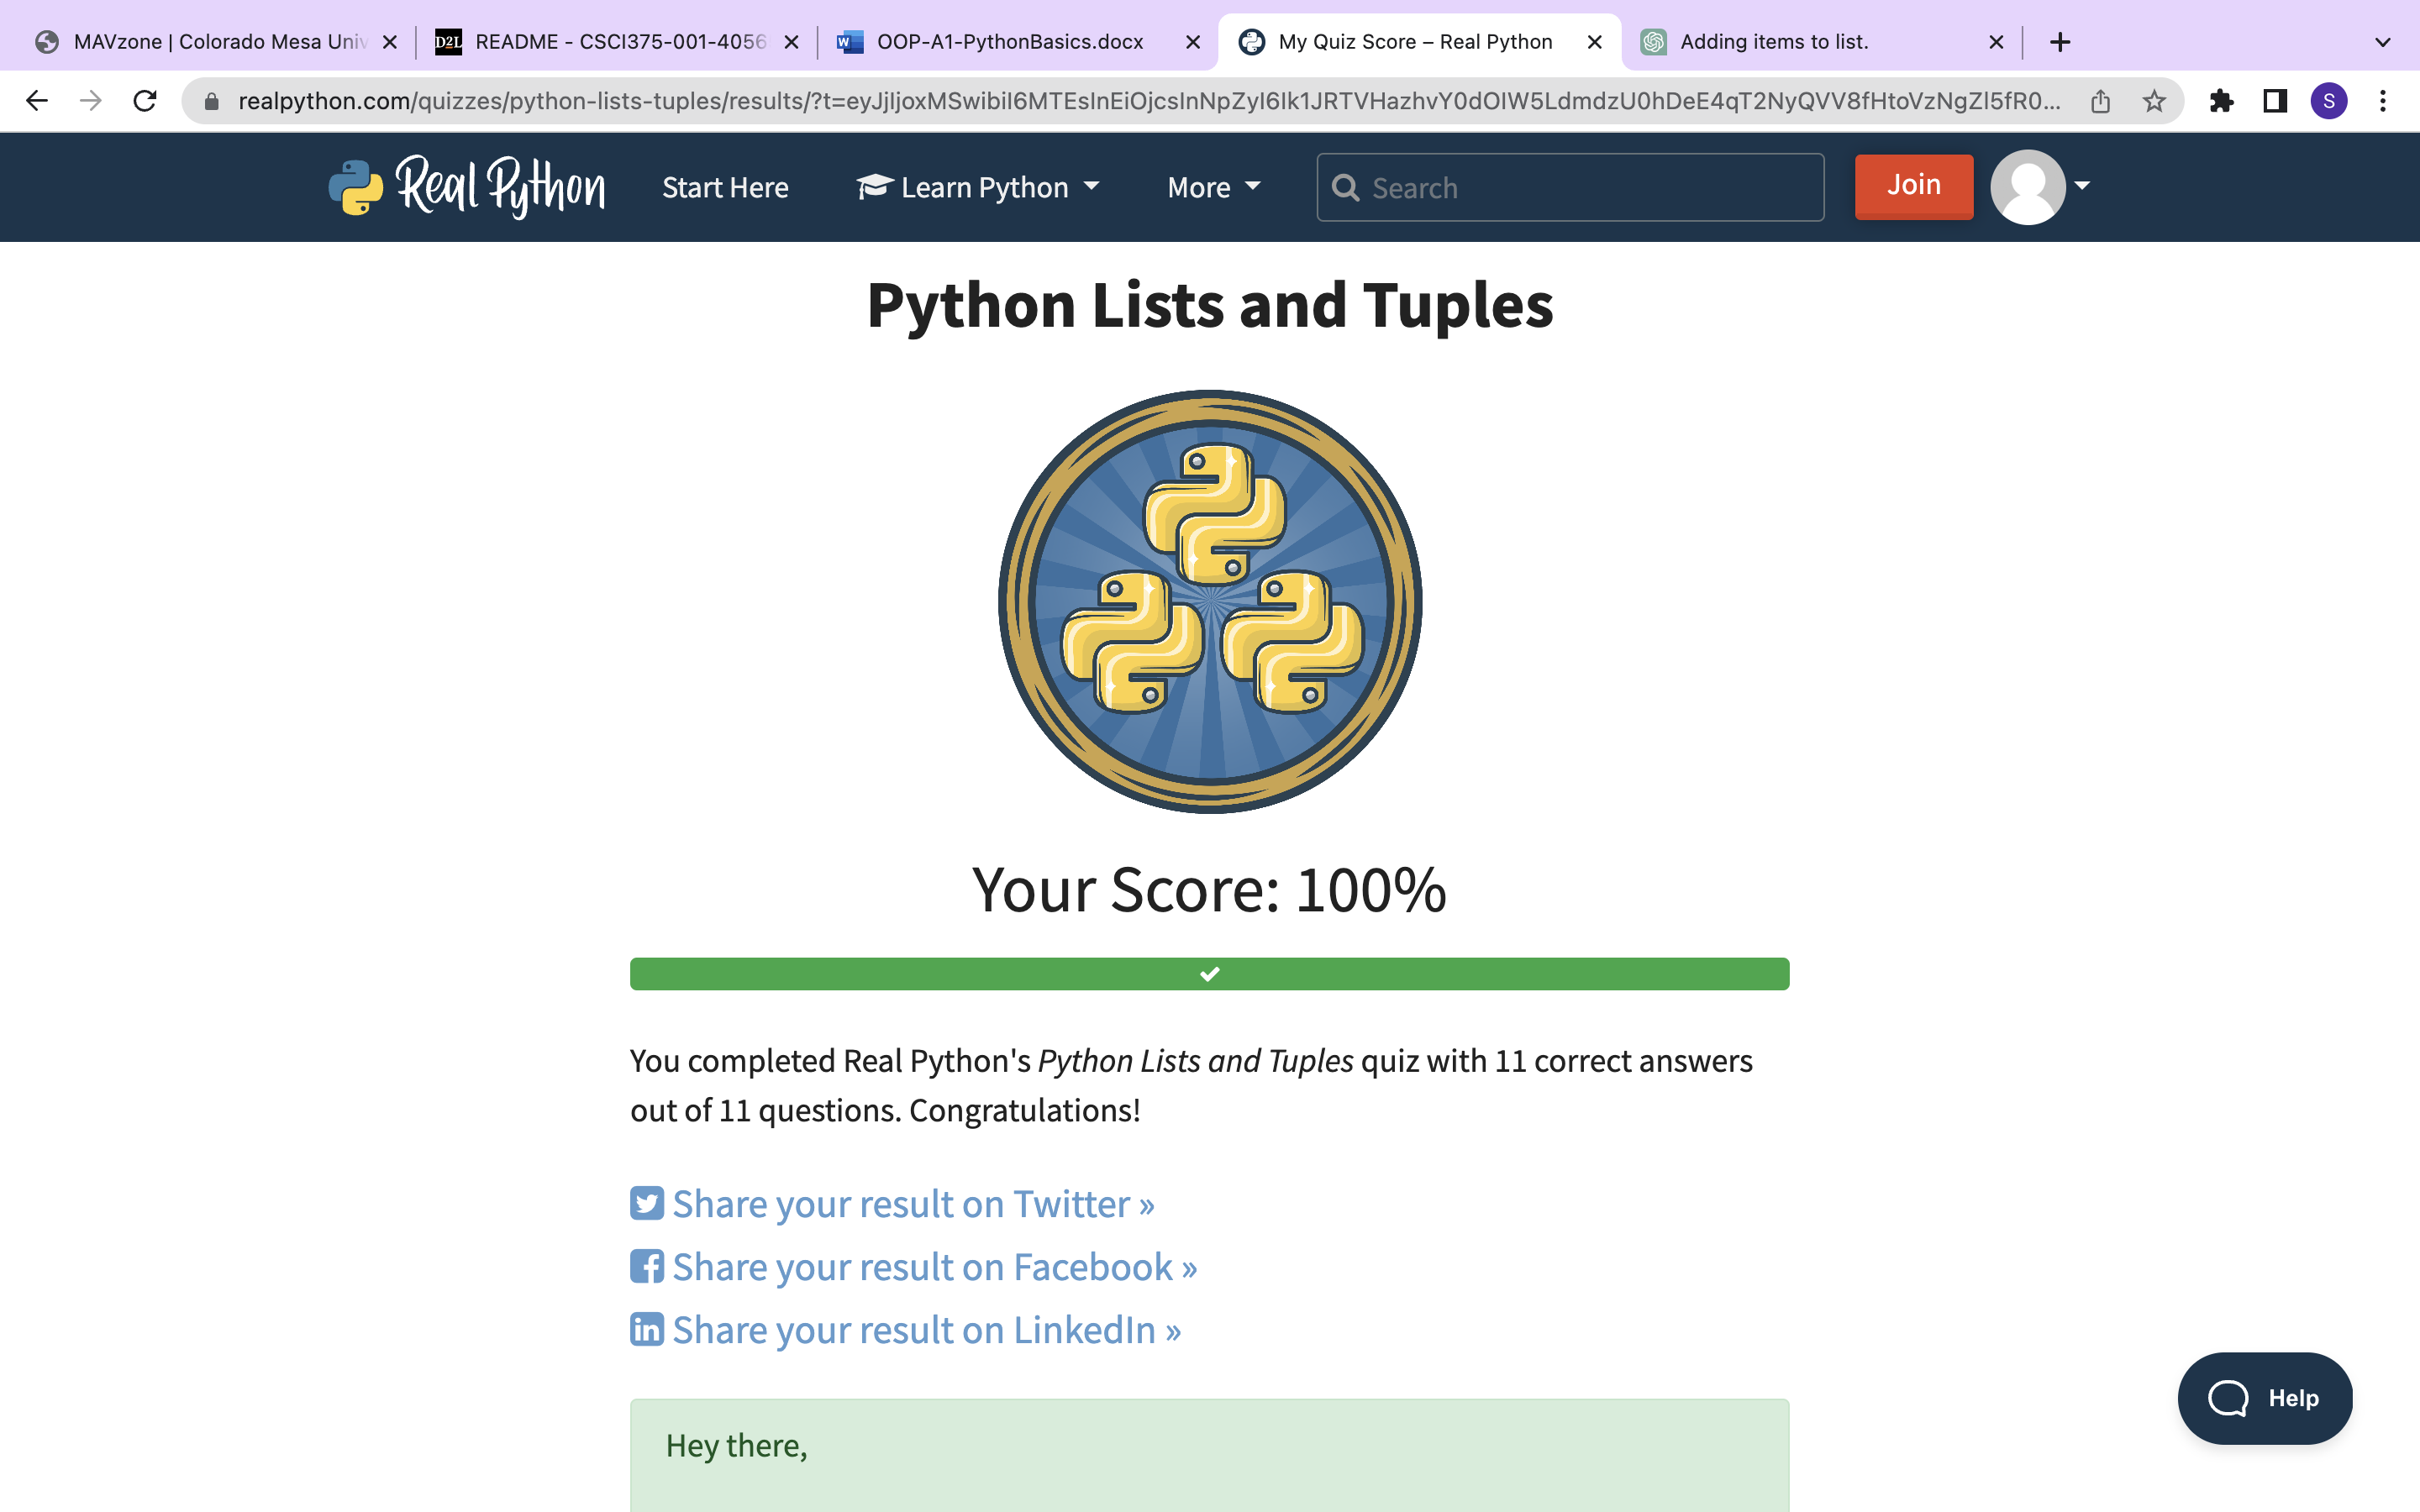 MAVzone | Colorado Mesa Univ
D2L README - CSCI375-001-4056
OOP-A1-PythonBasics.docx
My Quiz Score – Real Python
Adding items to list.
realpython.com/quizzes/python-lists-tuples/results/?t=
S
Real Python
Start Here
Learn Python
More
Search
Join
Python Lists and Tuples
Your Score: 100%
You completed Real Python's Python Lists and Tuples quiz with 11 correct answers
out of 11 questions. Congratulations!
Share your result on Twitter »
Share your result on Facebook »
Share your result on LinkedIn »
Help
Hey there,